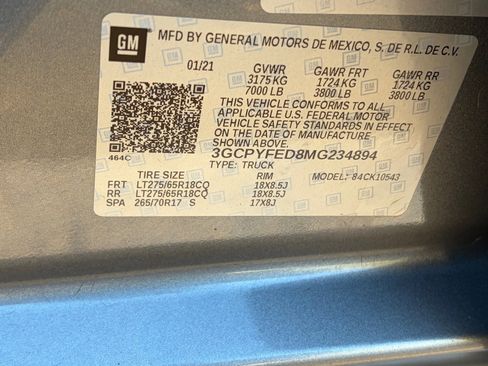 GM MFD BY GENERAL MOTORS DE MEXICO, S. DE R.L. DE C.V.
01/21 GVWR GAWR FRT GAWR RR
3175 KG 1724 KG 1724 KG
7000 LB 3800 LB 3800 LB
THIS VEHICLE CONFORMS TO ALL
APPLICABLE U.S. FEDERAL MOTOR
VEHICLE SAFETY STANDARDS IN EFFECT ON
THE DATE OF MANUFACTURE SHOWN ABOVE.
464C 3GCPYFED8MG234894
TYPE: TRUCK
TIRE SIZE RIM MODEL: 84CK10543
FRT LT275/65R18CQ 18X8.5J
RR LT275/65R18CQ 18X8.5J
SPA 265/70R17 S 17X8J